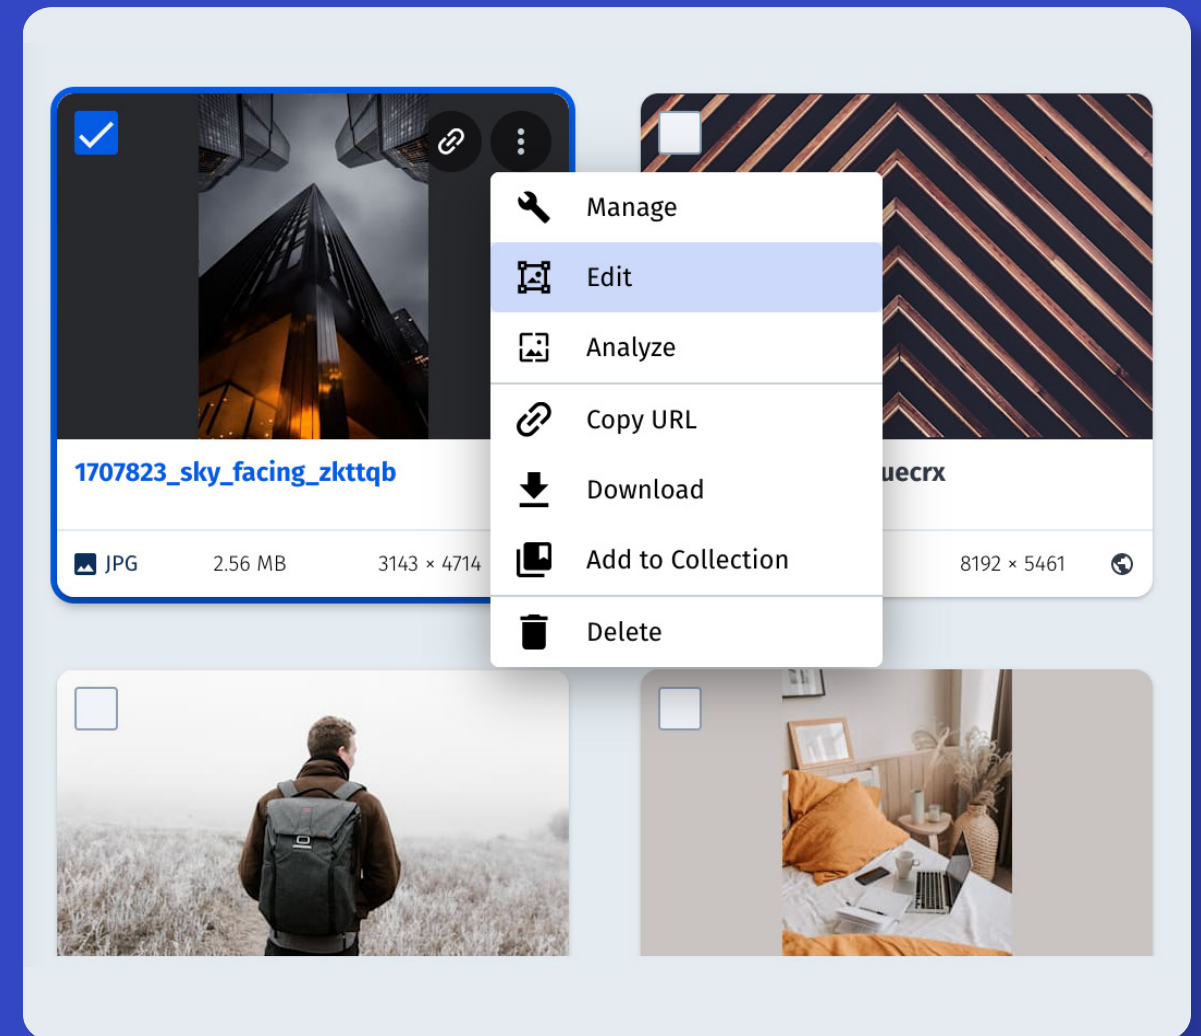 Manage
Edit
Analyze
Copy URL
Download
Add to Collection
Delete
1707823_sky_facing_zkttqb
JPG 2.56 MB 3143 × 4714
uecrx
8192 × 5461